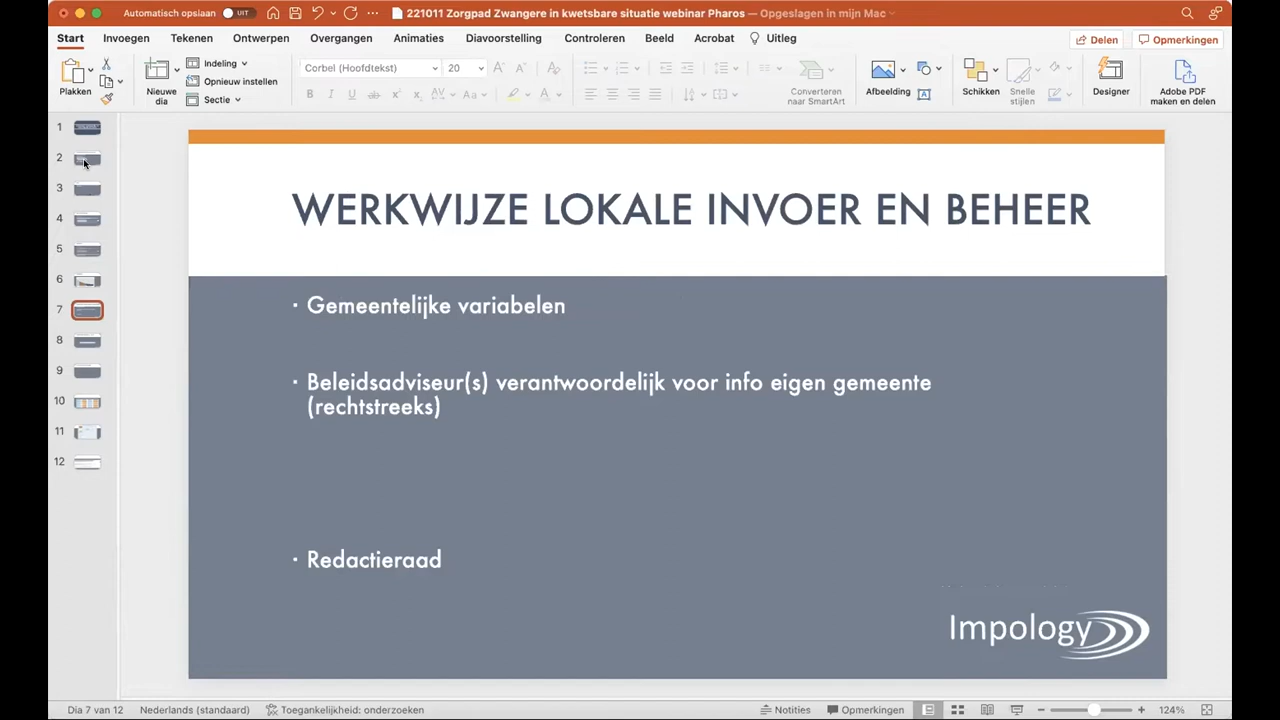 Automatisch opslaan UIT 221011 Zorgpad Zwangere in kwetsbare situatie webinar Pharos — Opgeslagen in mijn Mac
Start Invoegen Tekenen Ontwerpen Overgangen Animaties Diavoorstelling Controleren Beeld Acrobat Uitleg Delen Opmerkingen
Plakken
Nieuwe dia
Indeling
Opnieuw instellen
Sectie
Corbel (Hoofdtekst) 20
Converteren naar SmartArt
Afbeelding
Schikken
Snelle stijlen
Designer
Adobe PDF maken en delen
1
2
3
4
5
6
7
8
9
10
11
12
WERKWIJZE LOKALE INVOER EN BEHEER
· Gemeentelijke variabelen
· Beleidsadviseur(s) verantwoordelijk voor info eigen gemeente
(rechtstreeks)
· Redactieraad
Impology
Dia 7 van 12 Nederlands (standaard) Toegankelijkheid: onderzoeken Notities Opmerkingen 124%